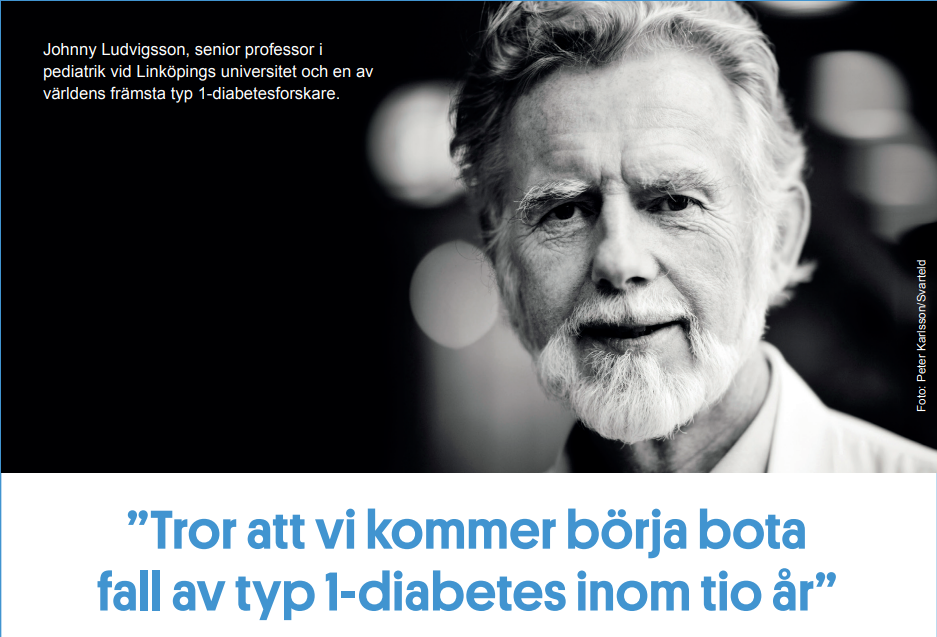 Johnny Ludvigsson, senior professor i
pediatrik vid Linköpings universitet och en av
världens främsta typ 1-diabetesforskare.
Foto: Peter Karlsson/Svarteld
”Tror att vi kommer börja bota
fall av typ 1-diabetes inom tio år”